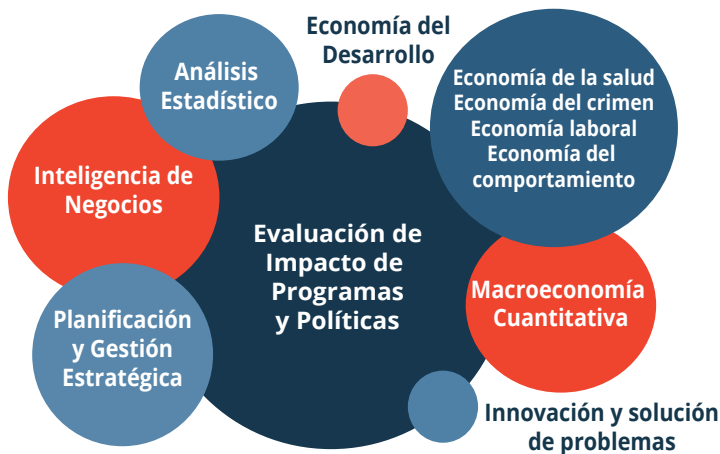 Economía del
Desarrollo
Análisis
Estadístico
Economía de la salud
Economía del crimen
Economía laboral
Economía del
comportamiento
Inteligencia de
Negocios
Evaluación de
Impacto de
Programas
y Políticas
Macroeconomía
Cuantitativa
Planificación
y Gestión
Estratégica
Innovación y solución
de problemas